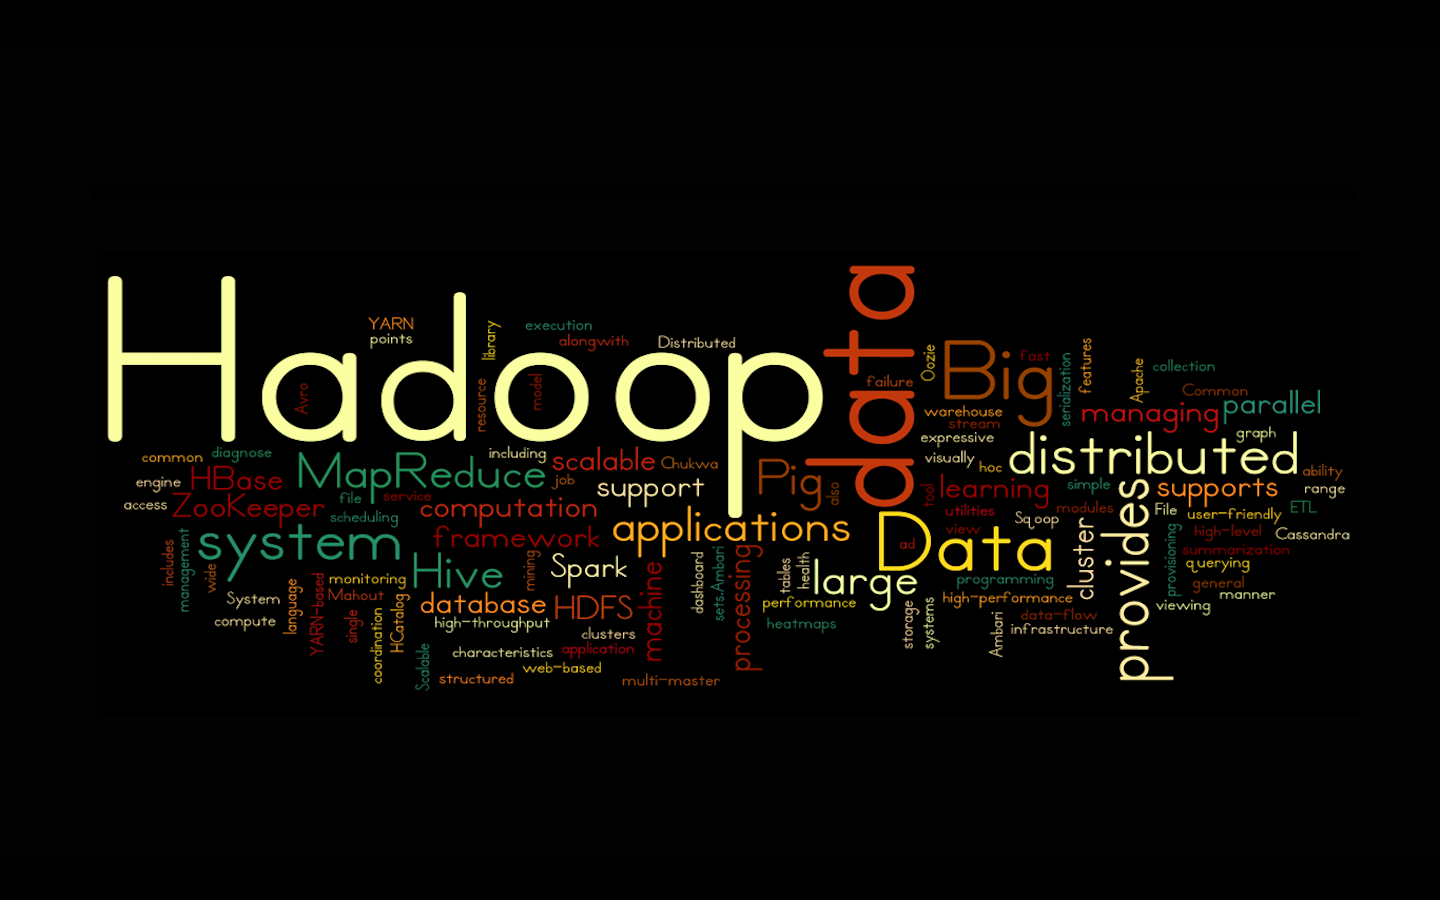 Hadoop
data
Big
YARN
points
library
execution
alongwith
Distributed
Avro
resource
model
failure
Oozie
fast
serialization
features
Apache
collection
Common
warehouse
stream
managing
parallel
expressive
graph
common
diagnose
including
scalable
Chukwa
Pig
visually
hoc
distributed
ability
engine
HBase
MapReduce
job
support
also
tool
learning
simple
supports
range
access
ZooKeeper
file
service
computation
utilities
modules
File
user-friendly
ETL
scheduling
applications
view
Sqoop
system
framework
ad
Data
cluster
provides
high-level
Cassandra
includes
management
wide
monitoring
Hive
mining
Spark
machine
dashboard
sets.Ambari
processing
tables
health
large
programming
provisioning
summarization
querying
general
System
language
YARN-based
Mahout
database
HDFS
performance
high-performance
manner
compute
single
coordination
HCatalog
high-throughput
clusters
heatmaps
storage
systems
data-flow
viewing
Ambari
infrastructure
Scalable
characteristics
application
web-based
structured
multi-master